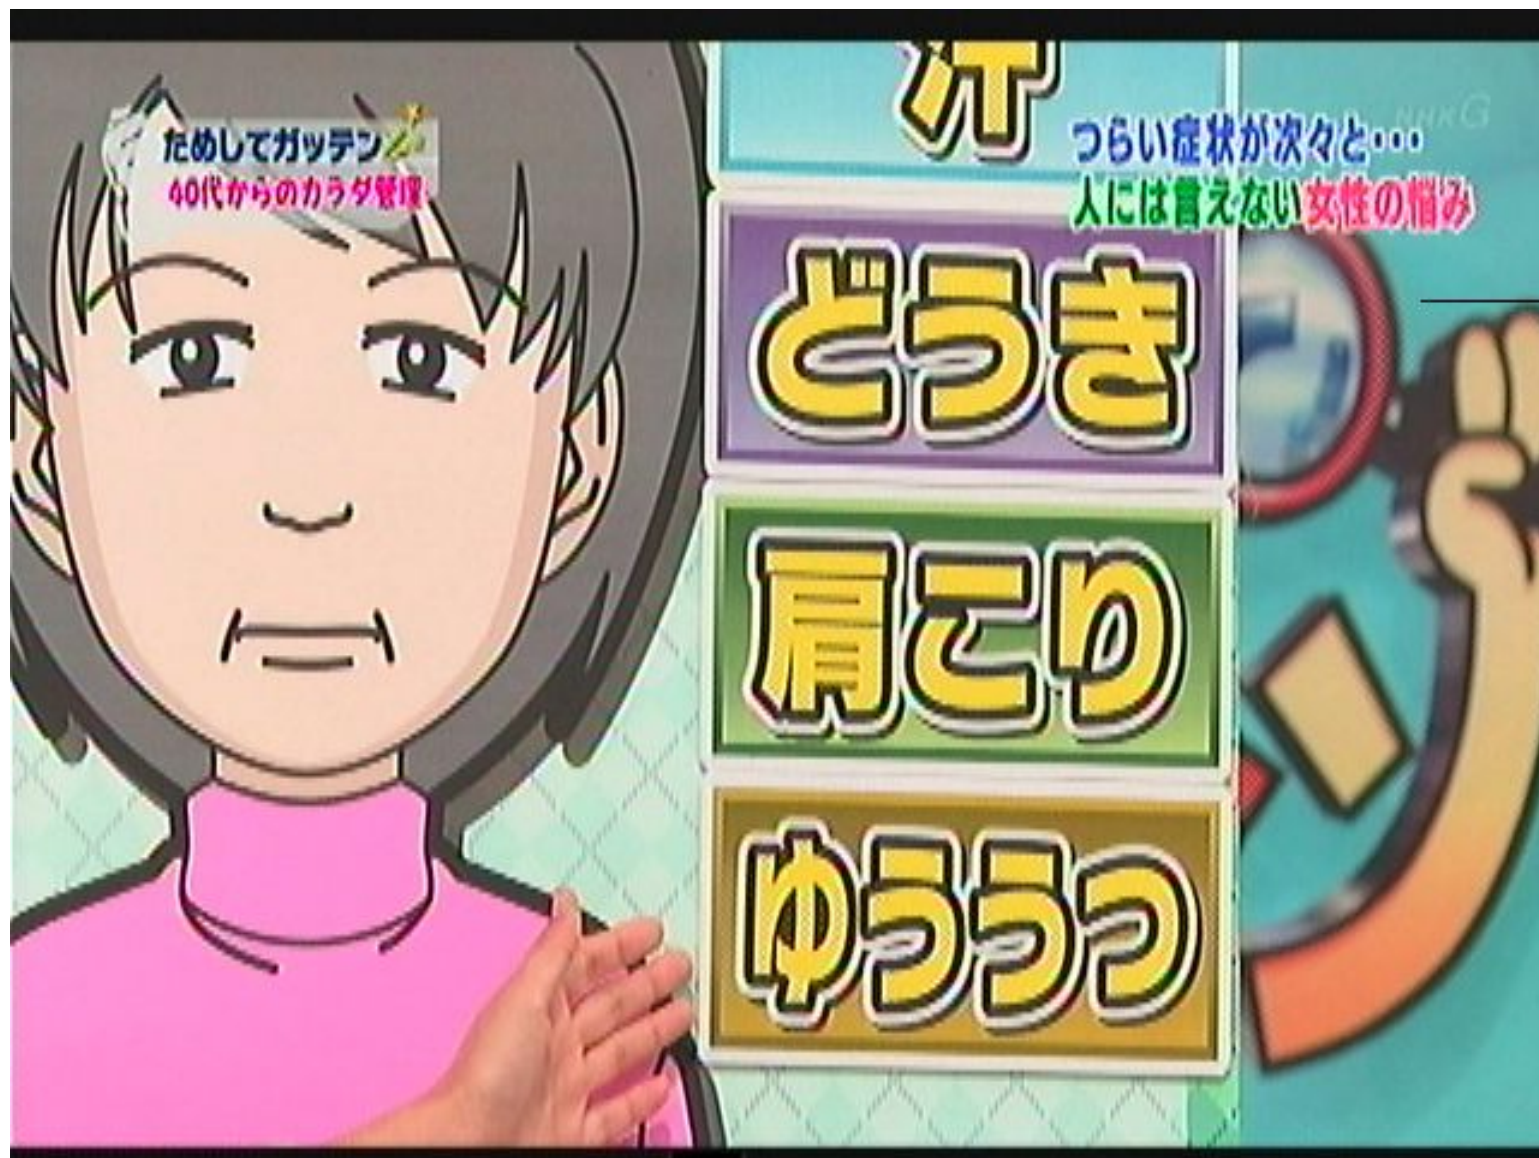 汗
ためしてガッテン
40代からのカラダ管理
つらい症状が次々と・・・
人には言えない女性の悩み
NHK G
どうき
肩こり
ゆううつ